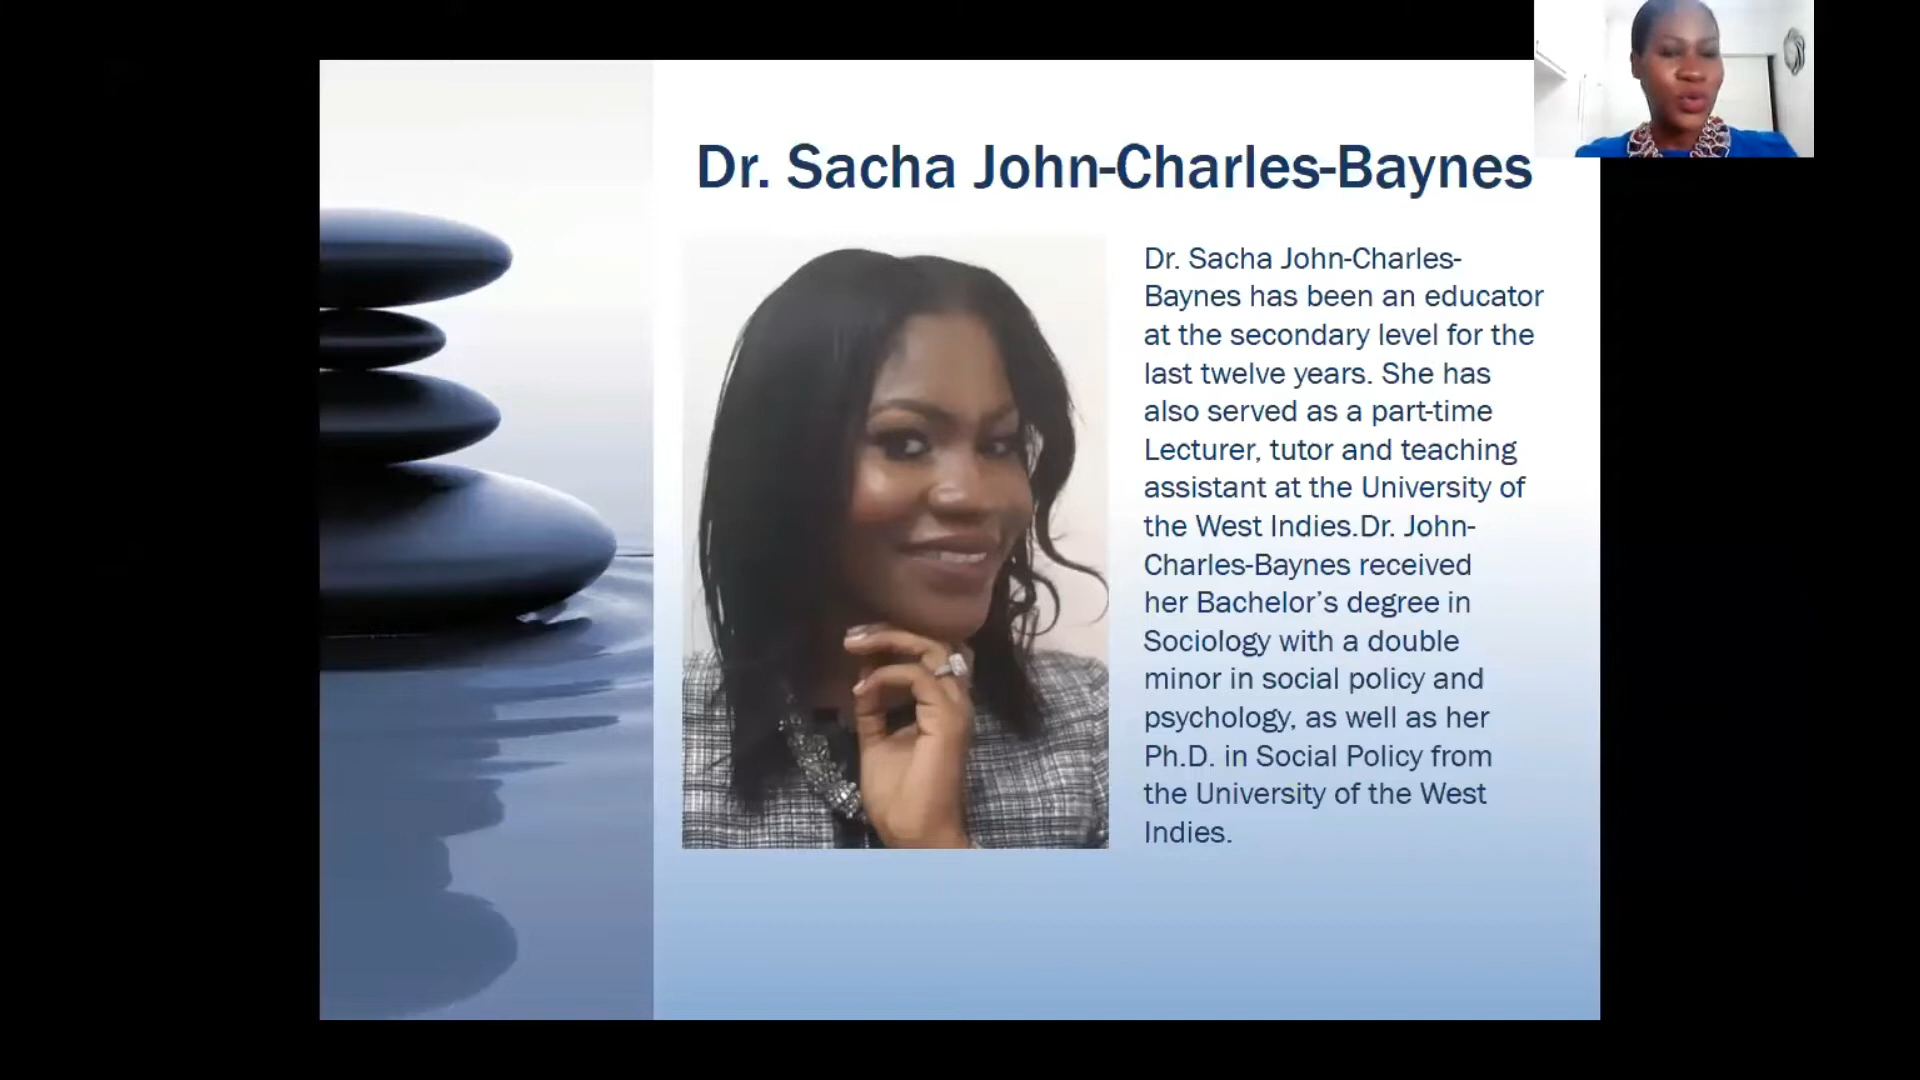 Dr. Sacha John-Charles-Baynes
Dr. Sacha John-Charles-
Baynes has been an educator
at the secondary level for the
last twelve years. She has
also served as a part-time
Lecturer, tutor and teaching
assistant at the University of
the West Indies.Dr. John-
Charles-Baynes received
her Bachelor’s degree in
Sociology with a double
minor in social policy and
psychology, as well as her
Ph.D. in Social Policy from
the University of the West
Indies.